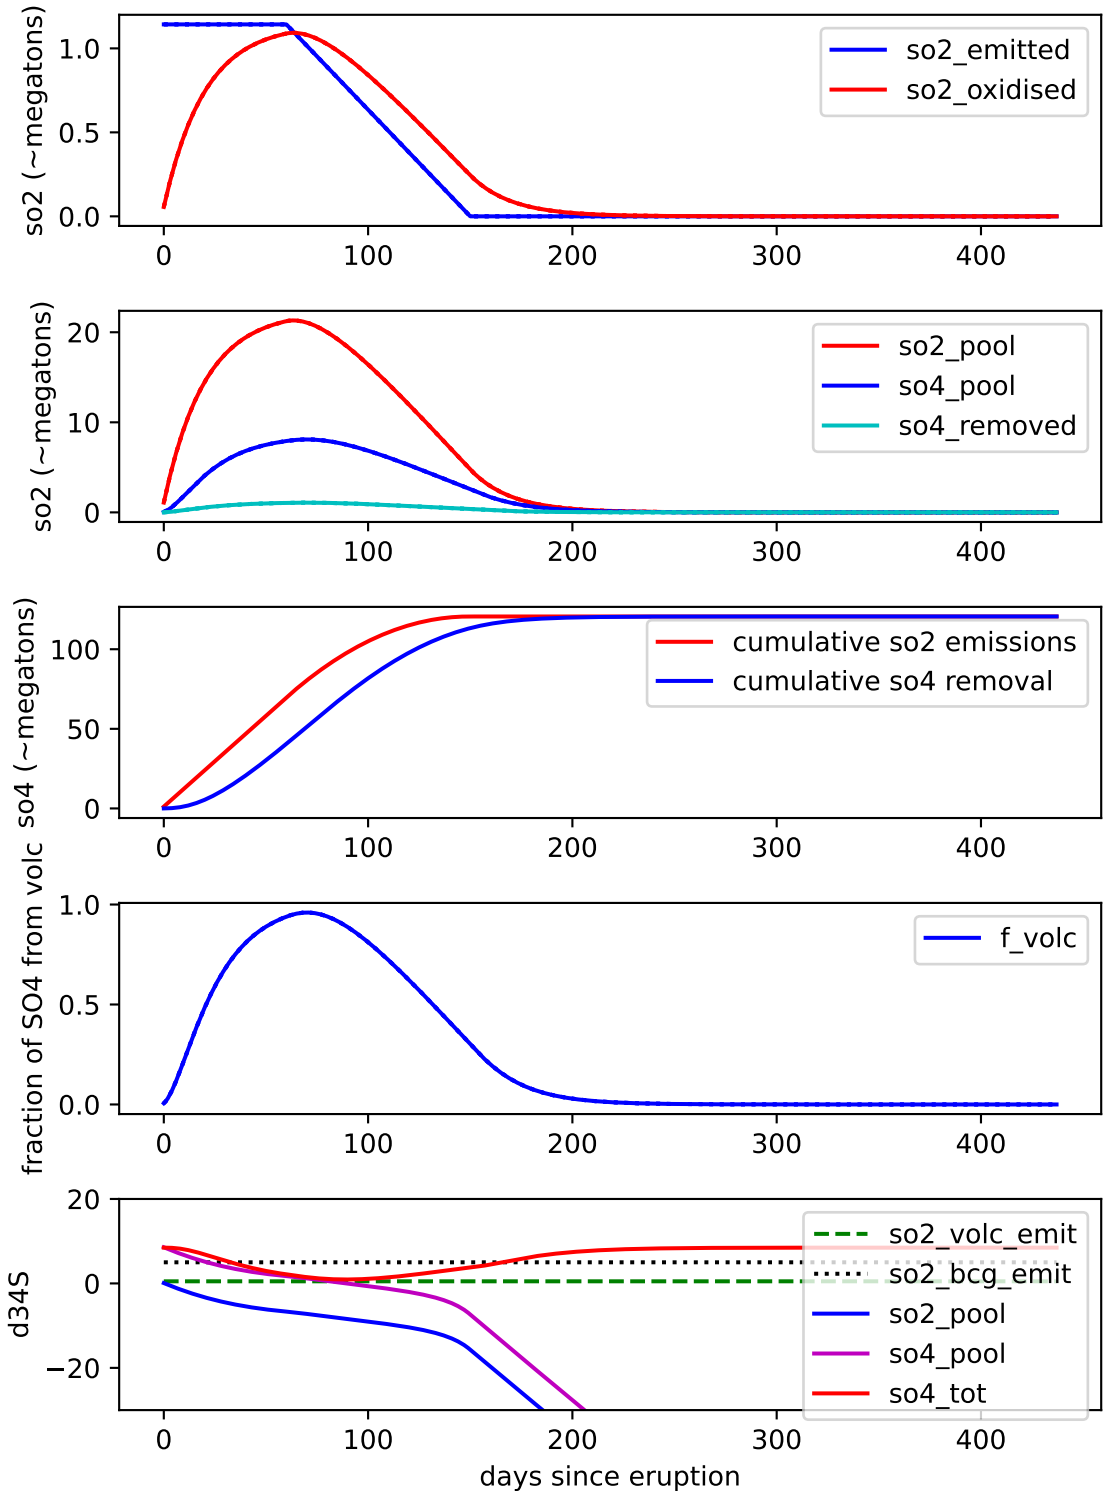 so2 (~megatons)
1.0
0.5
0.0
so2_emitted
so2_oxidised
0 100 200 300 400
so2 (~megatons)
20
10
0
so2_pool
so4_pool
so4_removed
0 100 200 300 400
so4 (~megatons)
100
50
0
cumulative so2 emissions
cumulative so4 removal
0 100 200 300 400
fraction of SO4 from volc
1.0
0.5
0.0
f_volc
0 100 200 300 400
d34S
20
0
−20
so2_volc_emit
so2_bcg_emit
so2_pool
so4_pool
so4_tot
0 100 200 300 400
days since eruption